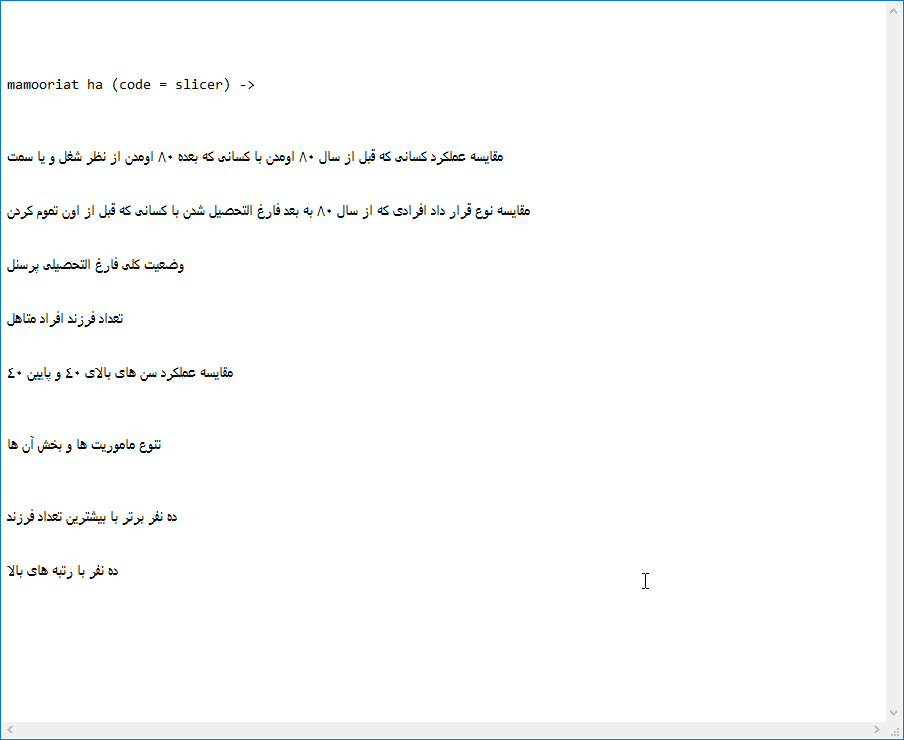 mamooriat ha (code = slicer) ->
مقایسه عملکرد کسانی که قبل از سال ۸۰ اومدن با کسانی که بعده ۸۰ اومدن از نظر شغل و یا سمت
مقایسه نوع قرار داد افرادی که از سال ۸۰ به بعد فارغ التحصیل شدن با کسانی که قبل از اون تموم کردن
وضعیت کلی فارغ التحصیلی پرسنل
تعداد فرزند افراد متاهل
مقایسه عملکرد سن های بالای ٤۰ و پایین ٤۰
تنوع ماموریت ها و بخش آن ها
ده نفر برتر با بیشترین تعداد فرزند
ده نفر با رتبه های بالا